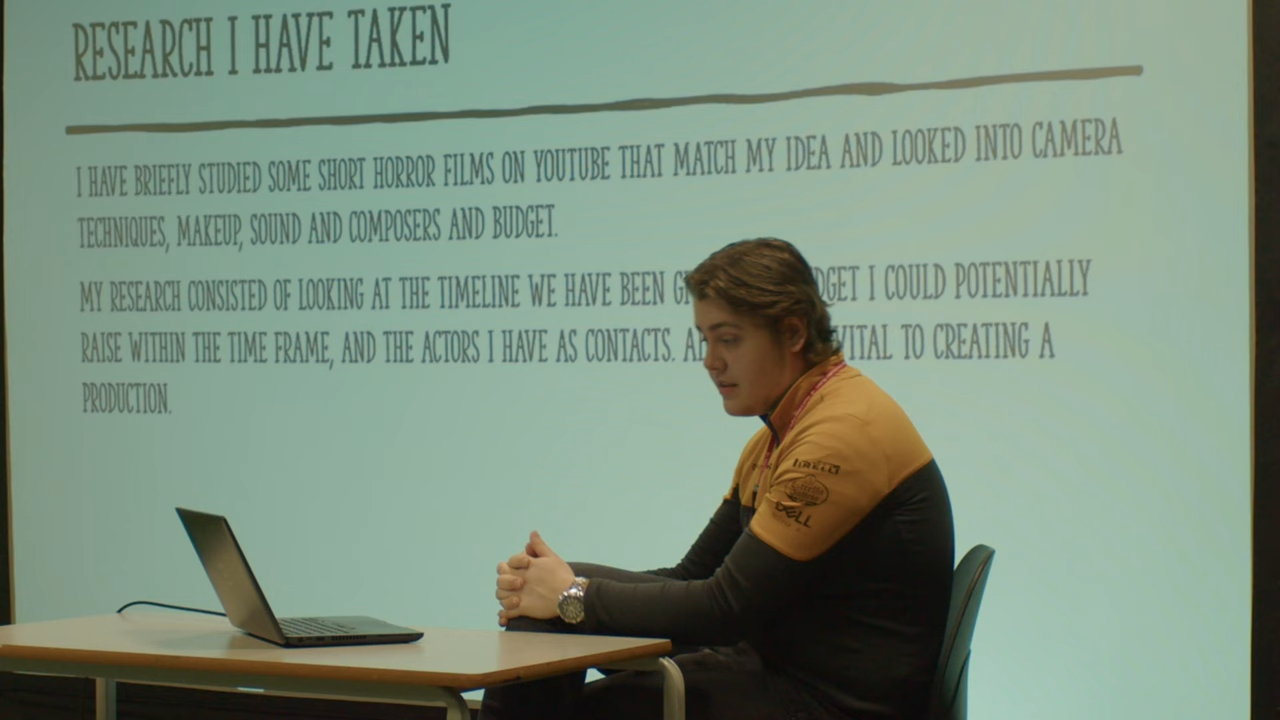 RESEARCH I HAVE TAKEN
I HAVE BRIEFLY STUDIED SOME SHORT HORROR FILMS ON YOUTUBE THAT MATCH MY IDEA AND LOOKED INTO CAMERA
TECHNIQUES, MAKEUP, SOUND AND COMPOSERS AND BUDGET.
MY RESEARCH CONSISTED OF LOOKING AT THE TIMELINE WE HAVE BEEN I COULD POTENTIALLY
RAISE WITHIN THE TIME FRAME, AND THE ACTORS I HAVE AS CONTACTS. VITAL TO CREATING A
PRODUCTION.
PIRELLI
DELL